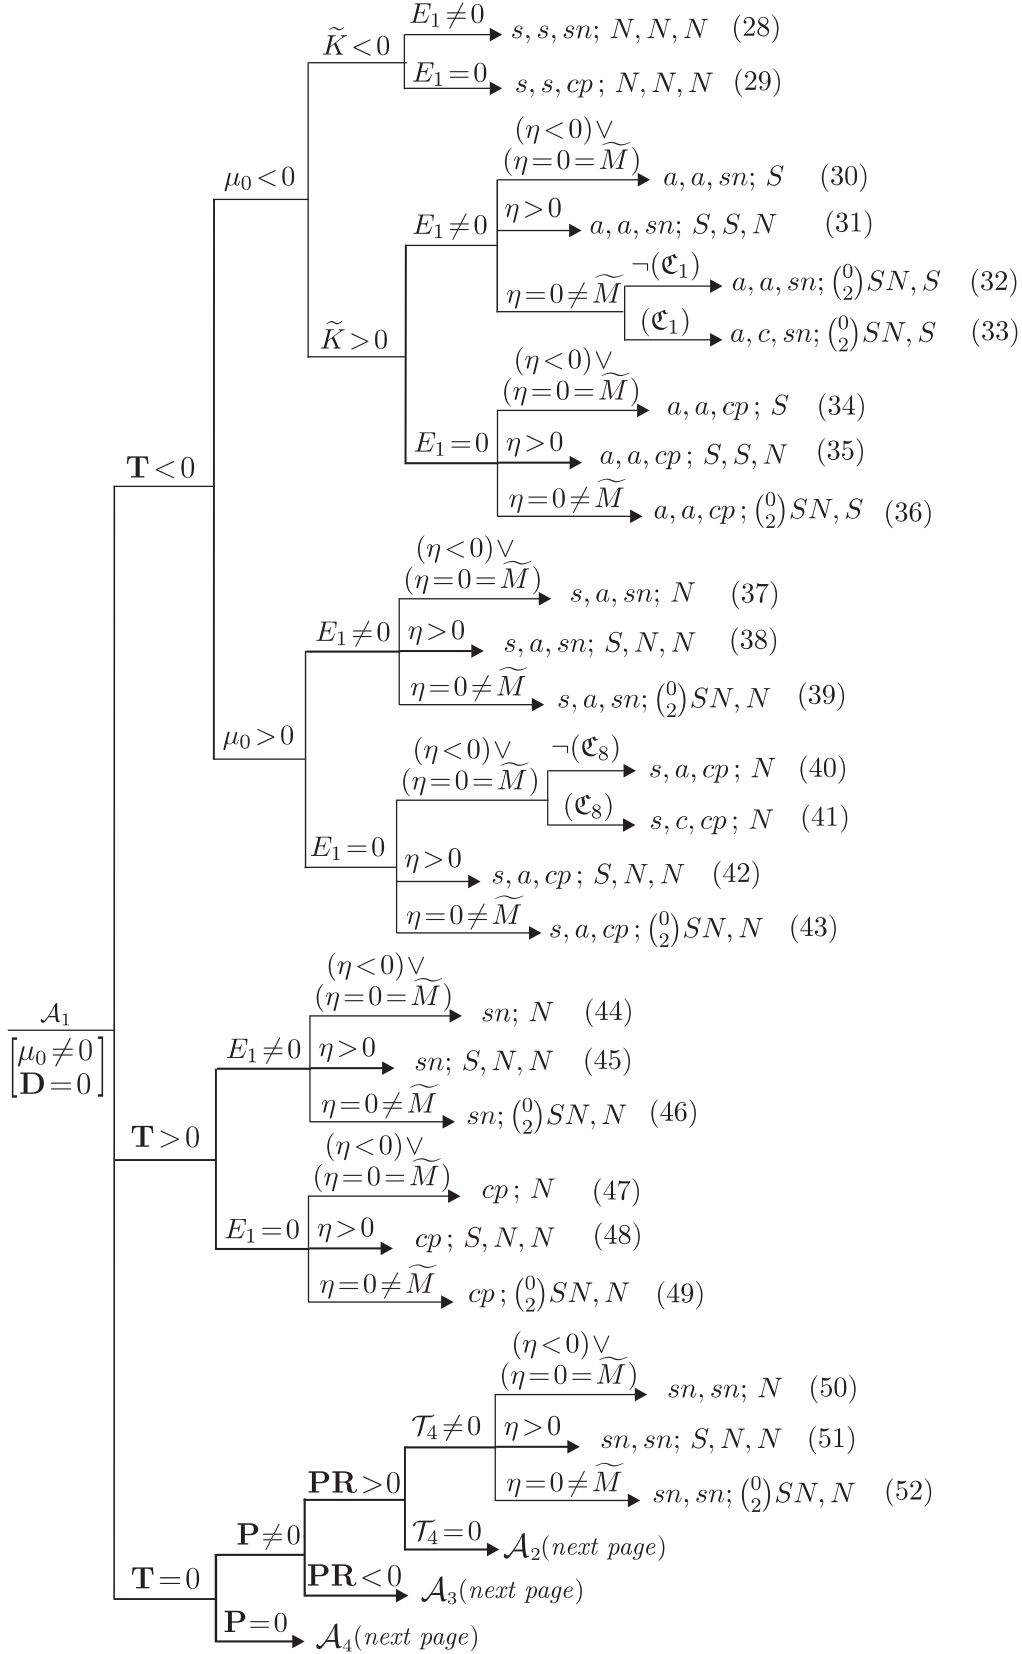 E₁≠0 s, s, sn; N, N, N (28)
K̃<0
E₁=0 s, s, cp; N, N, N (29)
(η<0)∨
(η=0=M̃) a, a, sn; S (30)
μ₀<0
η>0 a, a, sn; S, S, N (31)
E₁≠0
¬(ℭ₁) a, a, sn; (0 2)SN, S (32)
η=0≠M̃
(ℭ₁) a, c, sn; (0 2)SN, S (33)
K̃>0
(η<0)∨
(η=0=M̃) a, a, cp; S (34)
E₁=0 η>0 a, a, cp; S, S, N (35)
T<0
η=0≠M̃ a, a, cp; (0 2)SN, S (36)
(η<0)∨
(η=0=M̃) s, a, sn; N (37)
E₁≠0 η>0 s, a, sn; S, N, N (38)
η=0≠M̃ s, a, sn; (0 2)SN, N (39)
μ₀>0
(η<0)∨ ¬(ℭ₈) s, a, cp; N (40)
(η=0=M̃)
(ℭ₈) s, c, cp; N (41)
E₁=0
η>0 s, a, cp; S, N, N (42)
η=0≠M̃ s, a, cp; (0 2)SN, N (43)
(η<0)∨
(η=0=M̃) sn; N (44)
𝒜₁
[μ₀≠0
D=0]
E₁≠0 η>0 sn; S, N, N (45)
η=0≠M̃ sn; (0 2)SN, N (46)
T>0
(η<0)∨
(η=0=M̃) cp; N (47)
E₁=0 η>0 cp; S, N, N (48)
η=0≠M̃ cp; (0 2)SN, N (49)
(η<0)∨
(η=0=M̃) sn, sn; N (50)
𝒯₄≠0 η>0 sn, sn; S, N, N (51)
PR>0
η=0≠M̃ sn, sn; (0 2)SN, N (52)
P≠0
𝒯₄=0 𝒜₂(next page)
T=0
PR<0 𝒜₃(next page)
P=0 𝒜₄(next page)